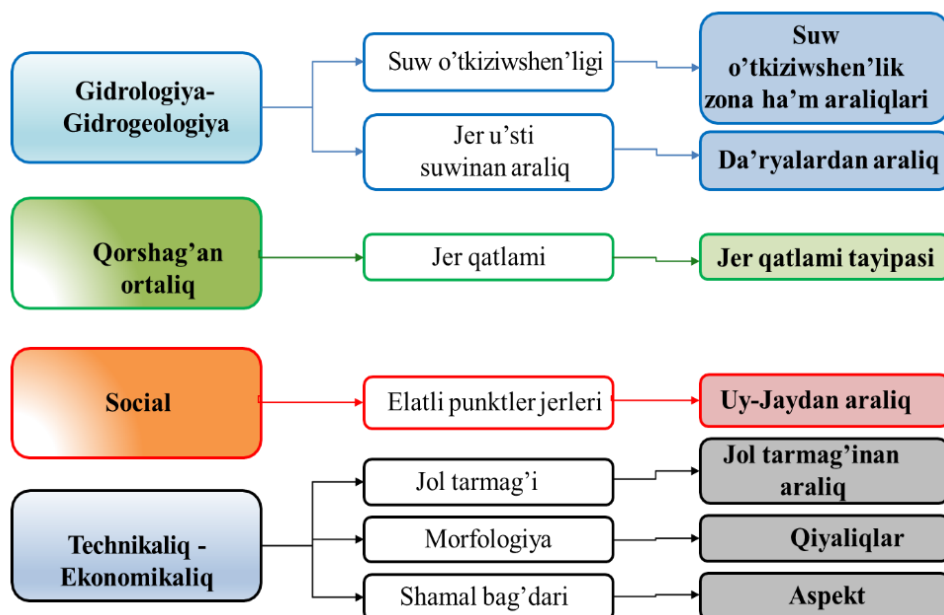 Gidrologiya-
Gidrogeologiya
Suw o’tkiziwshen’ligi
Suw
o’tkiziwshen’lik
zona ha’m araliqlari
Jer u’sti
suwinan araliq
Da’ryalardan araliq
Qorshag’an
ortaliq
Jer qatlami
Jer qatlami tayipasi
Social
Elatli punktler jerleri
Uy-Jaydan araliq
Technikaliq -
Ekonomikaliq
Jol tarmag’i
Jol tarmag’inan
araliq
Morfologiya
Qiyaliqlar
Shamal bag’dari
Aspekt